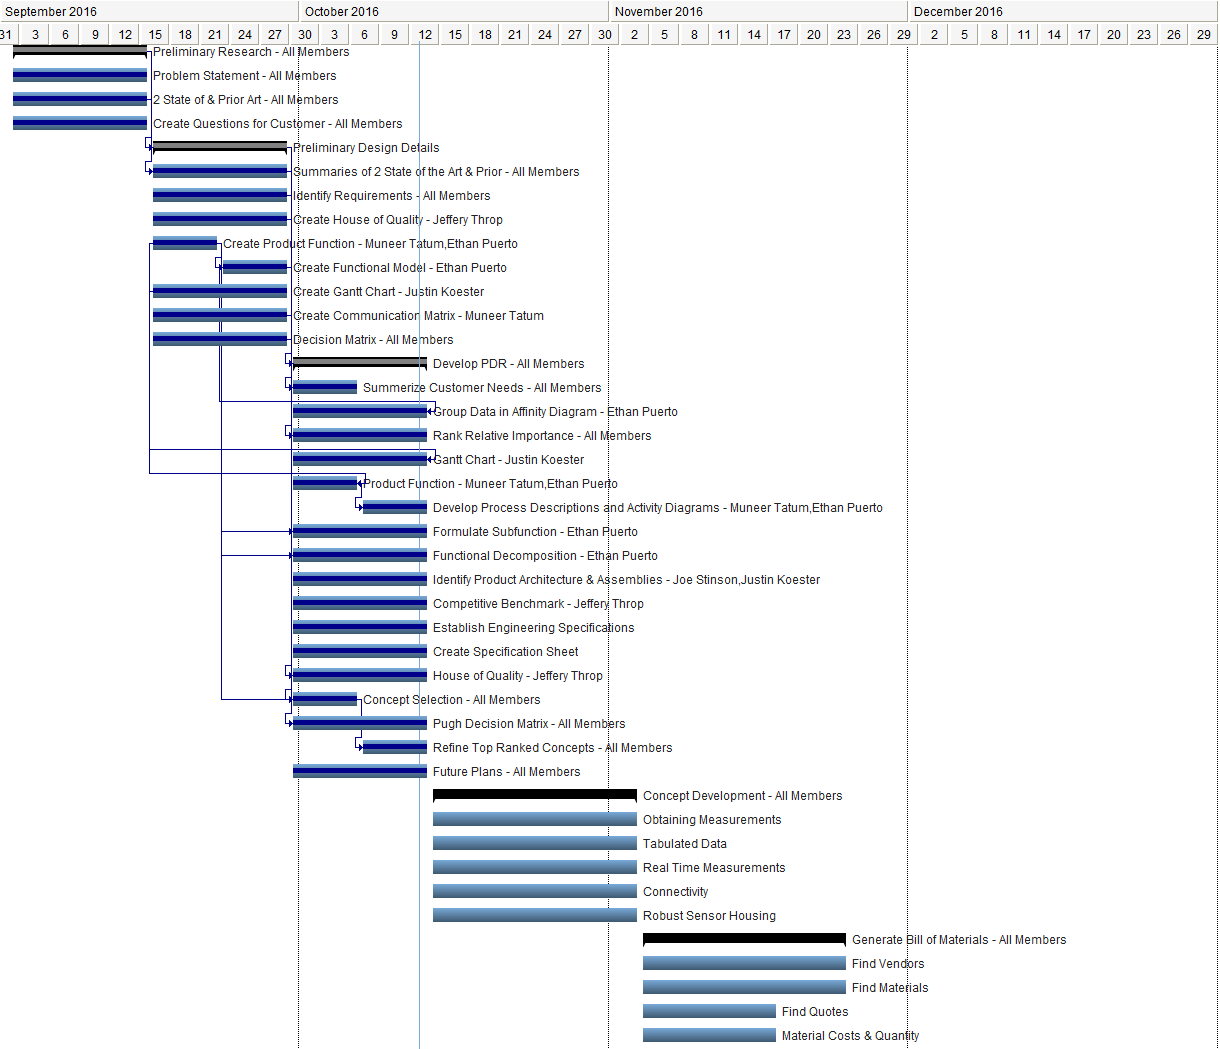 September 2016 October 2016 November 2016 December 2016
31 3 6 9 12 15 18 21 24 27 30 3 6 9 12 15 18 21 24 27 30 2 5 8 11 14 17 20 23 26 29 2 5 8 11 14 17 20 23 26 29
Preliminary Research - All Members
Problem Statement - All Members
2 State of & Prior Art - All Members
Create Questions for Customer - All Members
Preliminary Design Details
Summaries of 2 State of the Art & Prior - All Members
Identify Requirements - All Members
Create House of Quality - Jeffery Throp
Create Product Function - Muneer Tatum,Ethan Puerto
Create Functional Model - Ethan Puerto
Create Gantt Chart - Justin Koester
Create Communication Matrix - Muneer Tatum
Decision Matrix - All Members
Develop PDR - All Members
Summerize Customer Needs - All Members
Group Data in Affinity Diagram - Ethan Puerto
Rank Relative Importance - All Members
Gantt Chart - Justin Koester
Product Function - Muneer Tatum,Ethan Puerto
Develop Process Descriptions and Activity Diagrams - Muneer Tatum,Ethan Puerto
Formulate Subfunction - Ethan Puerto
Functional Decomposition - Ethan Puerto
Identify Product Architecture & Assemblies - Joe Stinson,Justin Koester
Competitive Benchmark - Jeffery Throp
Establish Engineering Specifications
Create Specification Sheet
House of Quality - Jeffery Throp
Concept Selection - All Members
Pugh Decision Matrix - All Members
Refine Top Ranked Concepts - All Members
Future Plans - All Members
Concept Development - All Members
Obtaining Measurements
Tabulated Data
Real Time Measurements
Connectivity
Robust Sensor Housing
Generate Bill of Materials - All Members
Find Vendors
Find Materials
Find Quotes
Material Costs & Quantity